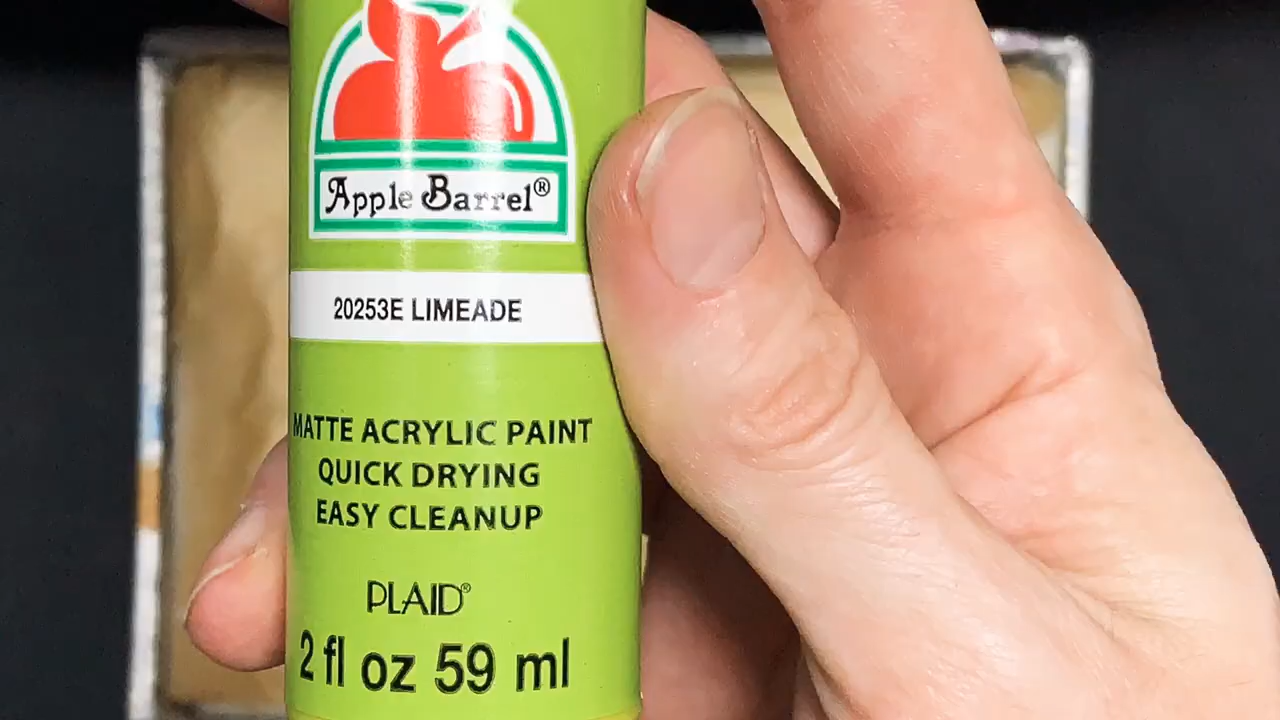 Apple Barrel®
20253E LIMEADE
MATTE ACRYLIC PAINT
QUICK DRYING
EASY CLEANUP
PLAID®
2 fl oz 59 ml